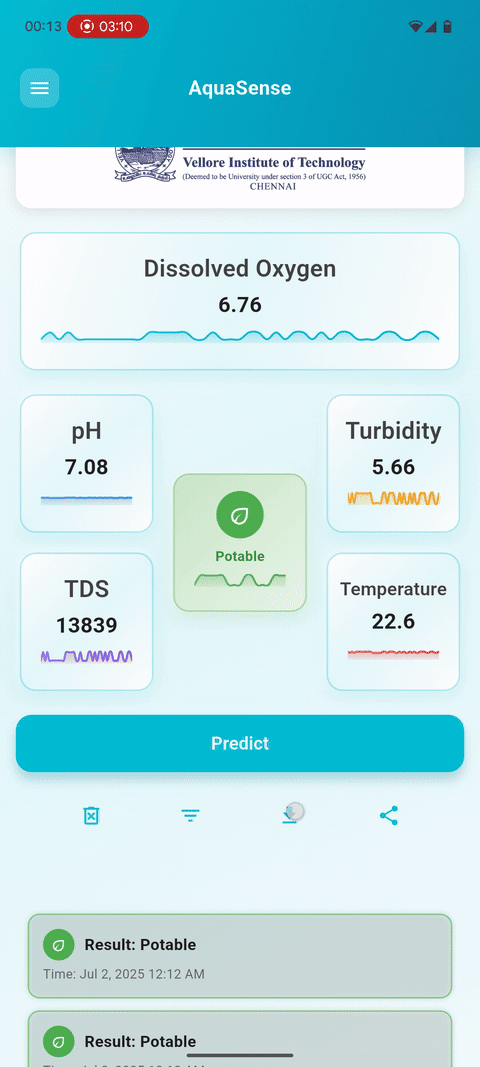 00:13
03:10
AquaSense
Vellore Institute of Technology
(Deemed to be University under section 3 of UGC Act, 1956)
CHENNAI
Dissolved Oxygen
6.76
pH
7.08
Turbidity
5.66
Potable
TDS
13839
Temperature
22.6
Predict
Result: Potable
Time: Jul 2, 2025 12:12 AM
Result: Potable